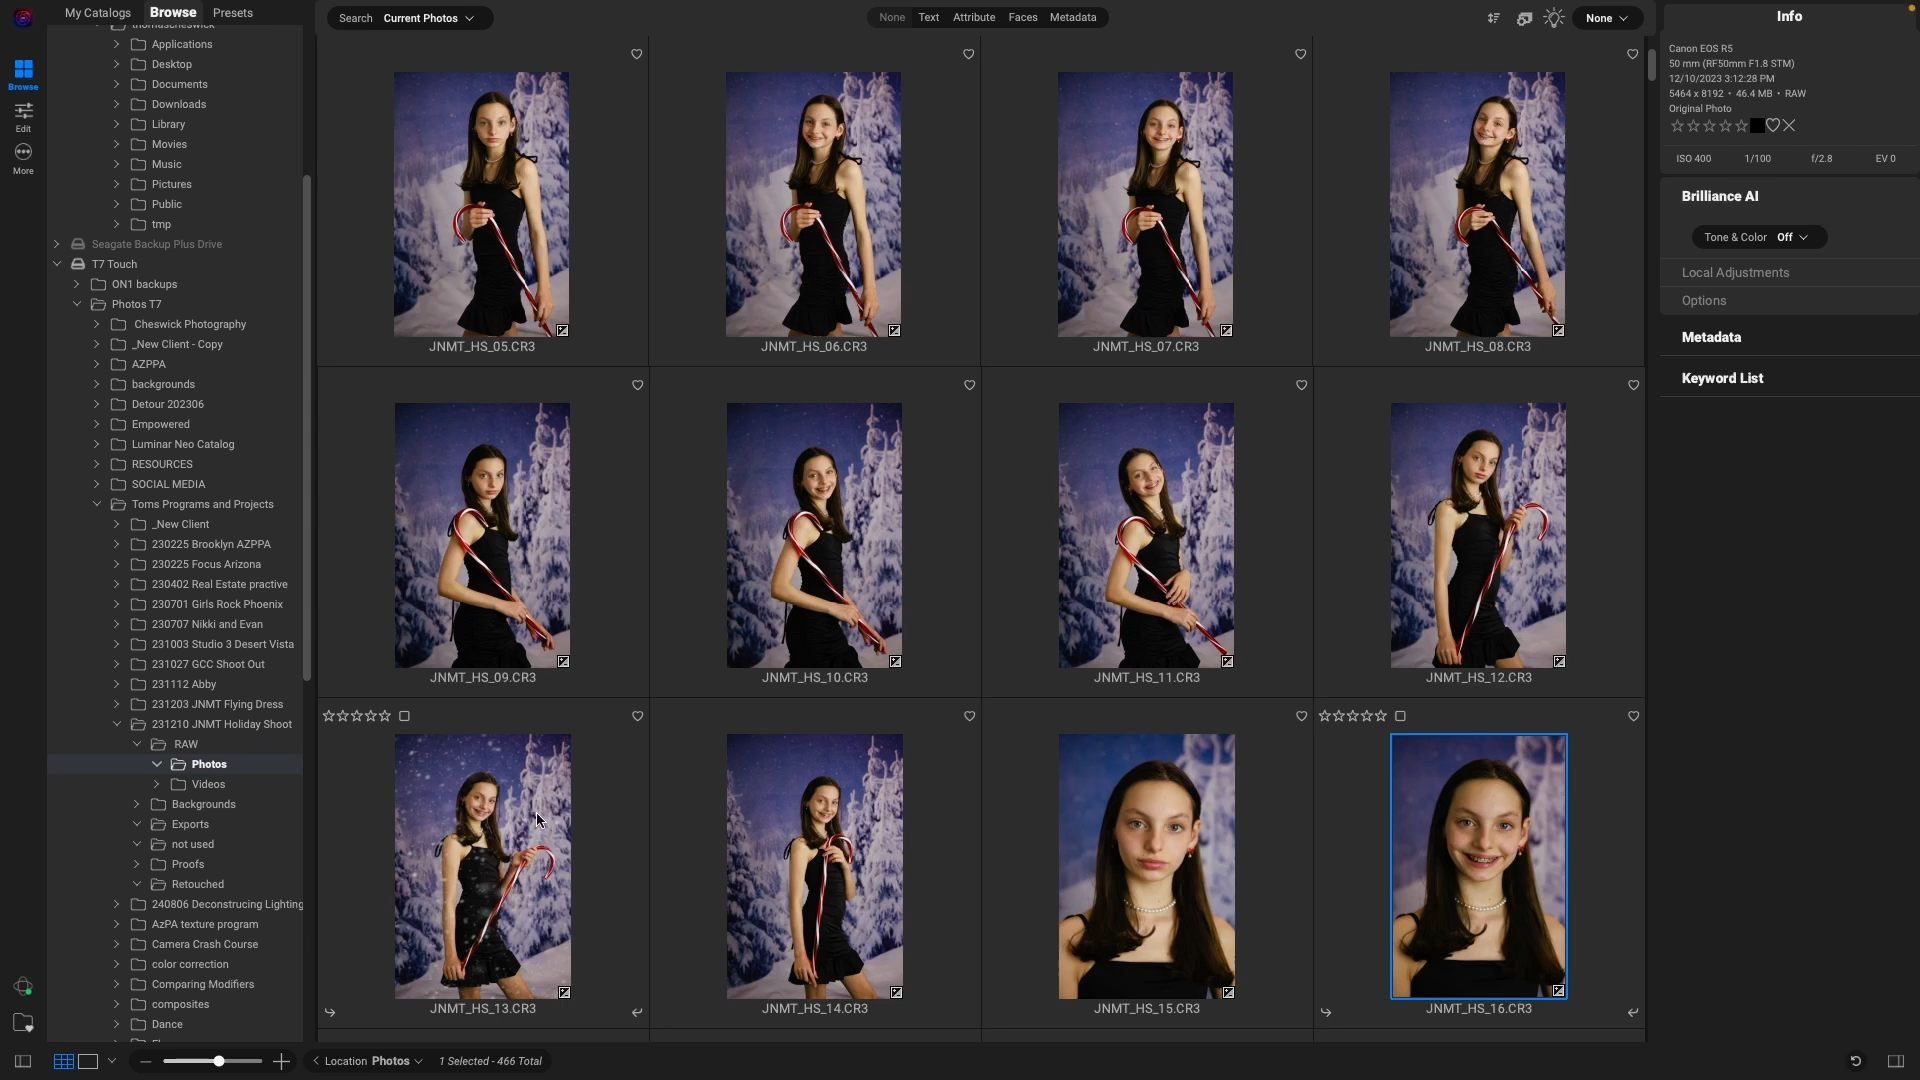 My Catalogs
Browse
Presets
Search Current Photos
None Text Attribute Faces Metadata
None
Info
thomascheswick
Applications
Desktop
Documents
Downloads
Library
Movies
Music
Pictures
Public
tmp
Seagate Backup Plus Drive
T7 Touch
ON1 backups
Photos T7
Cheswick Photography
_New Client - Copy
AZPPA
backgrounds
Detour 202306
Empowered
Luminar Neo Catalog
RESOURCES
SOCIAL MEDIA
Toms Programs and Projects
_New Client
230225 Brooklyn AZPPA
230225 Focus Arizona
230402 Real Estate practive
230701 Girls Rock Phoenix
230707 Nikki and Evan
231003 Studio 3 Desert Vista
231027 GCC Shoot Out
231112 Abby
231203 JNMT Flying Dress
231210 JNMT Holiday Shoot
RAW
Photos
Videos
Backgrounds
Exports
not used
Proofs
Retouched
240806 Deconstrucing Lighting
AzPA texture program
Camera Crash Course
color correction
Comparing Modifiers
composites
Dance
Browse
Edit
More
JNMT_HS_05.CR3
JNMT_HS_06.CR3
JNMT_HS_07.CR3
JNMT_HS_08.CR3
JNMT_HS_09.CR3
JNMT_HS_10.CR3
JNMT_HS_11.CR3
JNMT_HS_12.CR3
JNMT_HS_13.CR3
JNMT_HS_14.CR3
JNMT_HS_15.CR3
JNMT_HS_16.CR3
Canon EOS R5
50 mm (RF50mm F1.8 STM)
12/10/2023 3:12:28 PM
5464 x 8192 • 46.4 MB • RAW
Original Photo
ISO 400 1/100 f/2.8 EV 0
Brilliance AI
Tone & Color Off
Local Adjustments
Options
Metadata
Keyword List
Location Photos
1 Selected - 466 Total